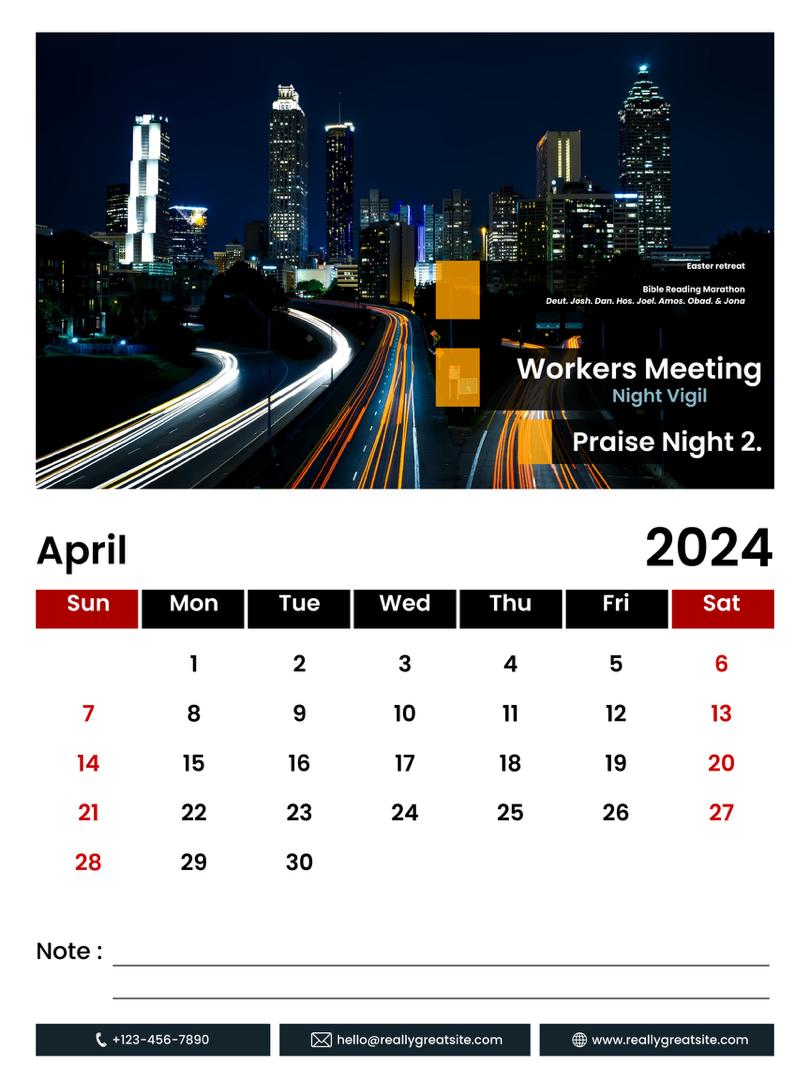 Easter retreat
Bible Reading Marathon
Deut. Josh. Dan. Hos. Joel. Amos. Obad. & Jona
Workers Meeting
Night Vigil
Praise Night 2.
April 2024
Sun Mon Tue Wed Thu Fri Sat
1 2 3 4 5 6
7 8 9 10 11 12 13
14 15 16 17 18 19 20
21 22 23 24 25 26 27
28 29 30
Note :
+123-456-7890 hello@reallygreatsite.com www.reallygreatsite.com